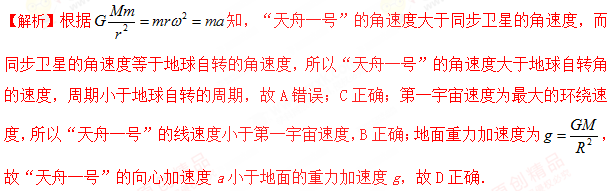 【解析】根据 G\frac{Mm}{r^2}=mrω^2=ma 知，“天舟一号”的角速度大于同步卫星的角速度，而
同步卫星的角速度等于地球自转的角速度，所以“天舟一号”的角速度大于地球自转角
的速度，周期小于地球自转的周期，故 A 错误；C 正确；第一宇宙速度为最大的环绕速
度，所以“天舟一号”的线速度小于第一宇宙速度，B 正确；地面重力加速度为 g=\frac{GM}{R^2}，
故“天舟一号”的向心加速度 a 小于地面的重力加速度 g，故 D 正确．